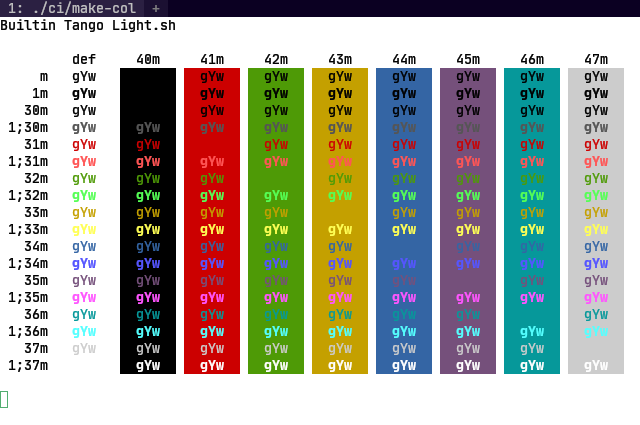 1: ./ci/make-col +
Builtin Tango Light.sh
def 40m 41m 42m 43m 44m 45m 46m 47m
m gYw gYw gYw gYw gYw gYw gYw gYw
1m gYw gYw gYw gYw gYw gYw gYw gYw
30m gYw gYw gYw gYw gYw gYw gYw gYw
1;30m gYw gYw gYw gYw gYw gYw gYw gYw gYw
31m gYw gYw gYw gYw gYw gYw gYw gYw
1;31m gYw gYw gYw gYw gYw gYw gYw gYw gYw
32m gYw gYw gYw gYw gYw gYw gYw gYw
1;32m gYw gYw gYw gYw gYw gYw gYw gYw gYw
33m gYw gYw gYw gYw gYw gYw gYw gYw
1;33m gYw gYw gYw gYw gYw gYw gYw gYw gYw
34m gYw gYw gYw gYw gYw gYw gYw gYw
1;34m gYw gYw gYw gYw gYw gYw gYw gYw gYw
35m gYw gYw gYw gYw gYw gYw gYw gYw
1;35m gYw gYw gYw gYw gYw gYw gYw gYw gYw
36m gYw gYw gYw gYw gYw gYw gYw gYw
1;36m gYw gYw gYw gYw gYw gYw gYw gYw gYw
37m gYw gYw gYw gYw gYw gYw gYw gYw
1;37m gYw gYw gYw gYw gYw gYw gYw gYw